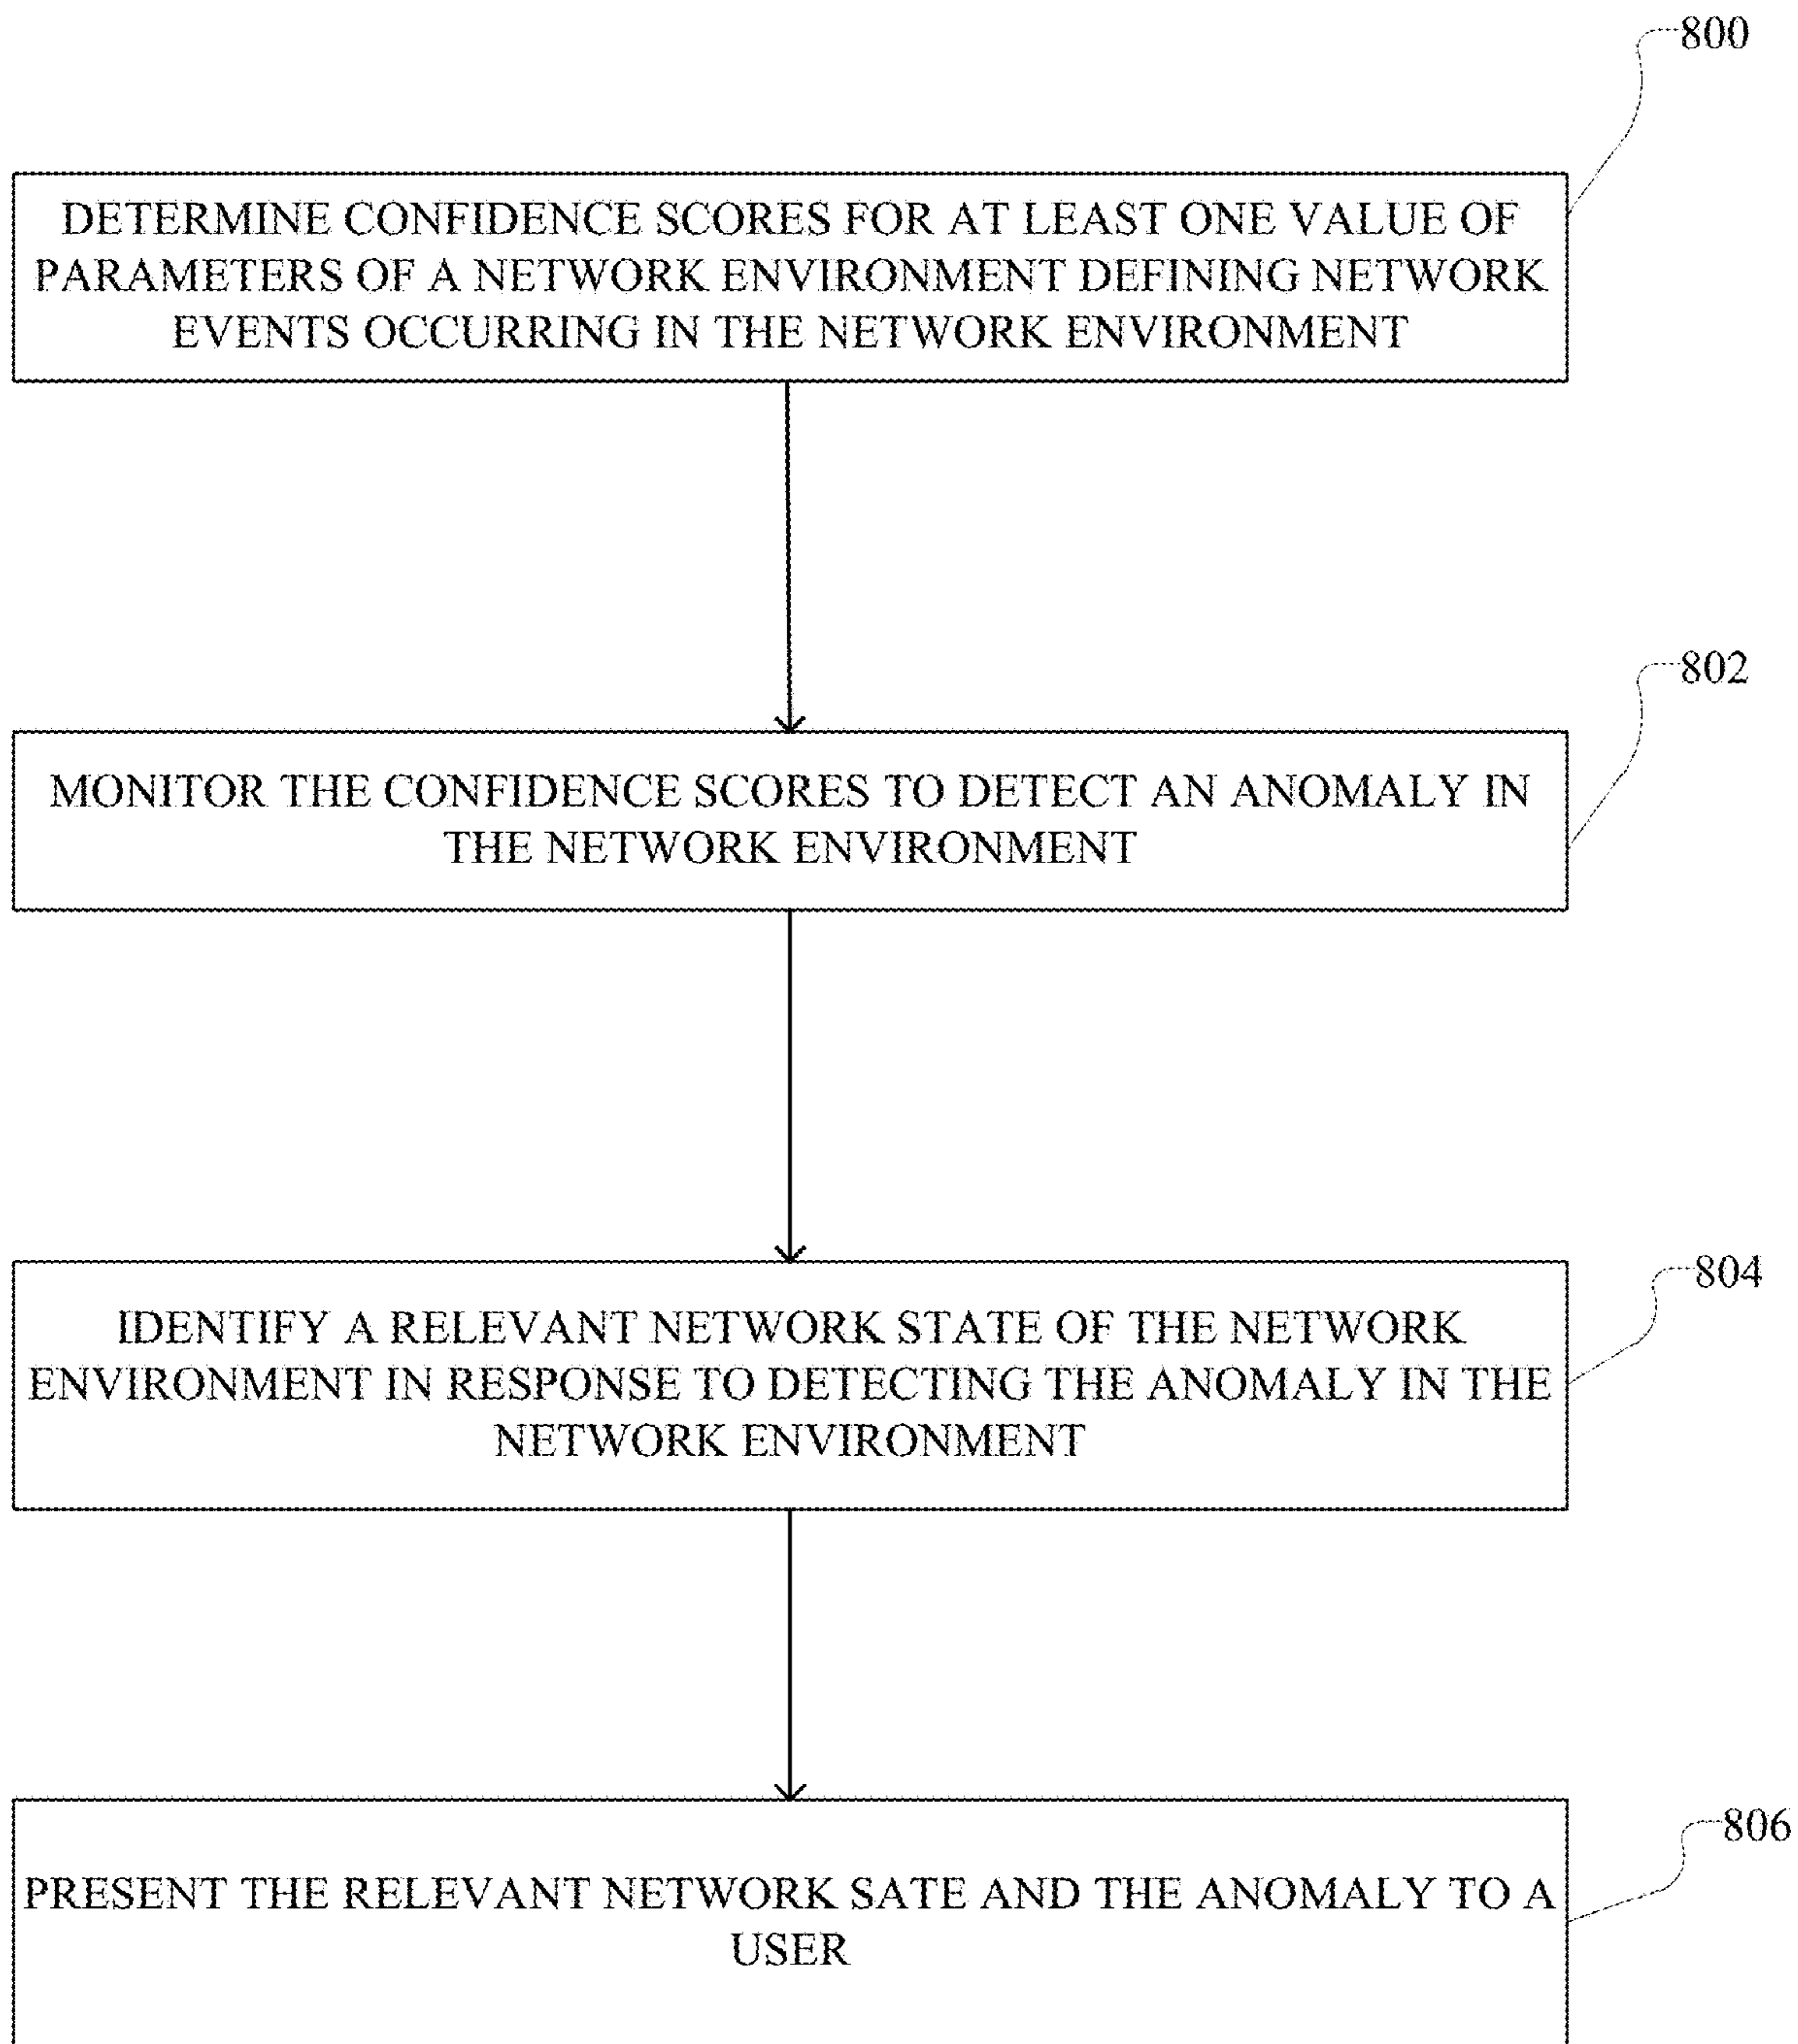 800
DETERMINE CONFIDENCE SCORES FOR AT LEAST ONE VALUE OF
PARAMETERS OF A NETWORK ENVIRONMENT DEFINING NETWORK
EVENTS OCCURRING IN THE NETWORK ENVIRONMENT
802
MONITOR THE CONFIDENCE SCORES TO DETECT AN ANOMALY IN
THE NETWORK ENVIRONMENT
804
IDENTIFY A RELEVANT NETWORK STATE OF THE NETWORK
ENVIRONMENT IN RESPONSE TO DETECTING THE ANOMALY IN THE
NETWORK ENVIRONMENT
806
PRESENT THE RELEVANT NETWORK SATE AND THE ANOMALY TO A
USER